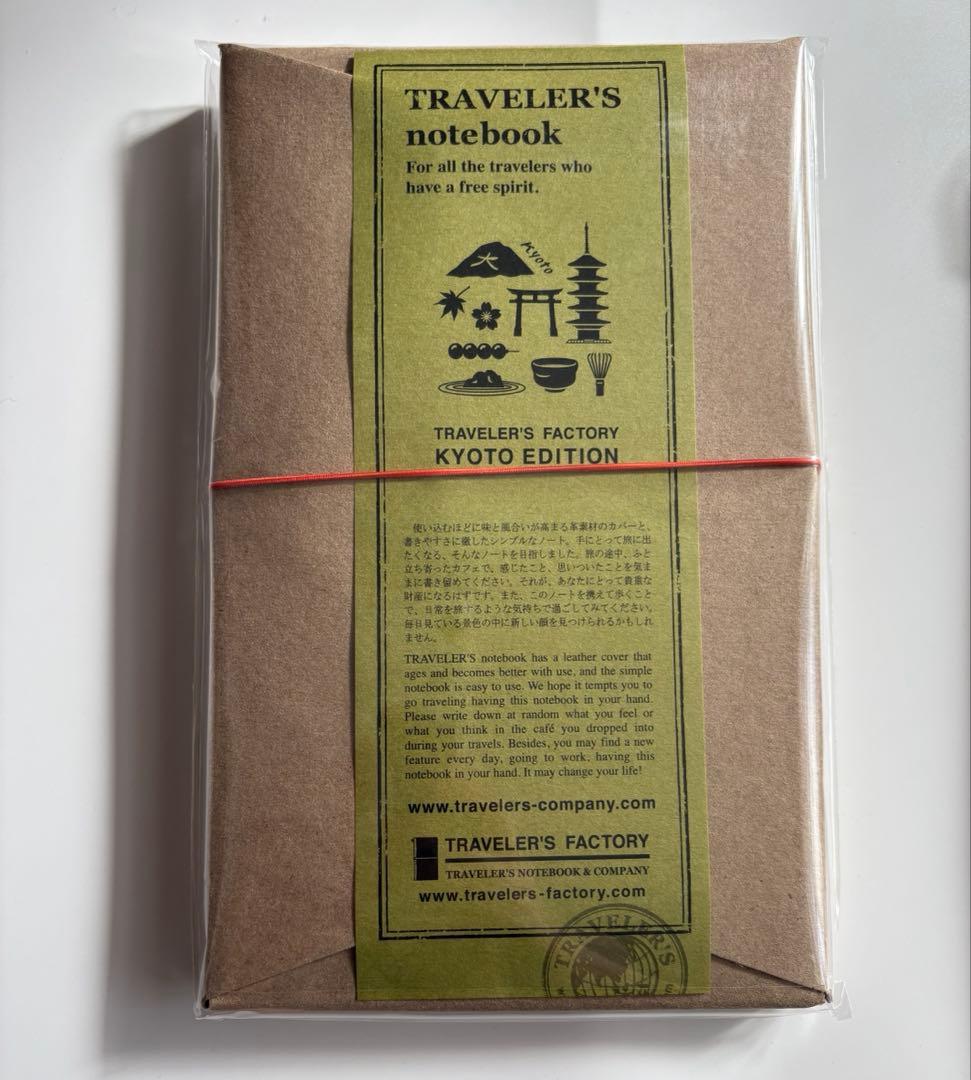 TRAVELER'S
notebook
For all the travelers who
have a free spirit.
大
Kyoto
TRAVELER'S FACTORY
KYOTO EDITION
使い込むほどに味と風合いが高まる革素材のカバーと、
書きやすさに徹したシンプルなノート。手にとって旅に出
たくなる、そんなノートを目指しました。旅の途中、ふと
立ち寄ったカフェで、感じたこと、思いついたことを気ま
まに書き留めてください。それが、あなたにとって貴重な
財産になるはずです。また、このノートを携えて歩くこと
で、日常を旅するような気持ちで過ごしてみてください。
毎日見ている景色の中に新しい顔を見つけられるかもしれ
ません。
TRAVELER'S notebook has a leather cover that
ages and becomes better with use, and the simple
notebook is easy to use. We hope it tempts you to
go traveling having this notebook in your hand.
Please write down at random what you feel or
what you think in the café you dropped into
during your travels. Besides, you may find a new
feature every day, going to work, having this
notebook in your hand. It may change your life!
www.travelers-company.com
TRAVELER'S FACTORY
TRAVELER'S NOTEBOOK & COMPANY
www.travelers-factory.com
TRAVELER'S